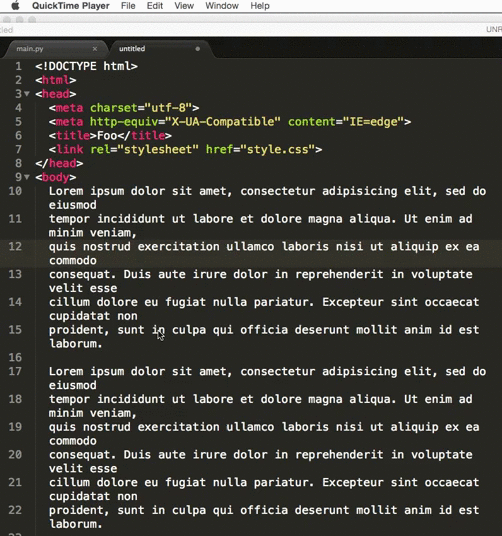 QuickTime Player File Edit View Window Help
tled UNR
main.py × untitled
1 <!DOCTYPE html>
2 <html>
3 <head>
4 <meta charset="utf-8">
5 <meta http-equiv="X-UA-Compatible" content="IE=edge">
6 <title>Foo</title>
7 <link rel="stylesheet" href="style.css">
8 </head>
9 <body>
10 Lorem ipsum dolor sit amet, consectetur adipisicing elit, sed do
eiusmod
11 tempor incididunt ut labore et dolore magna aliqua. Ut enim ad
minim veniam,
12 quis nostrud exercitation ullamco laboris nisi ut aliquip ex ea
commodo
13 consequat. Duis aute irure dolor in reprehenderit in voluptate
velit esse
14 cillum dolore eu fugiat nulla pariatur. Excepteur sint occaecat
cupidatat non
15 proident, sunt in culpa qui officia deserunt mollit anim id est
laborum.
16
17 Lorem ipsum dolor sit amet, consectetur adipisicing elit, sed do
eiusmod
18 tempor incididunt ut labore et dolore magna aliqua. Ut enim ad
minim veniam,
19 quis nostrud exercitation ullamco laboris nisi ut aliquip ex ea
commodo
20 consequat. Duis aute irure dolor in reprehenderit in voluptate
velit esse
21 cillum dolore eu fugiat nulla pariatur. Excepteur sint occaecat
cupidatat non
22 proident, sunt in culpa qui officia deserunt mollit anim id est
laborum.